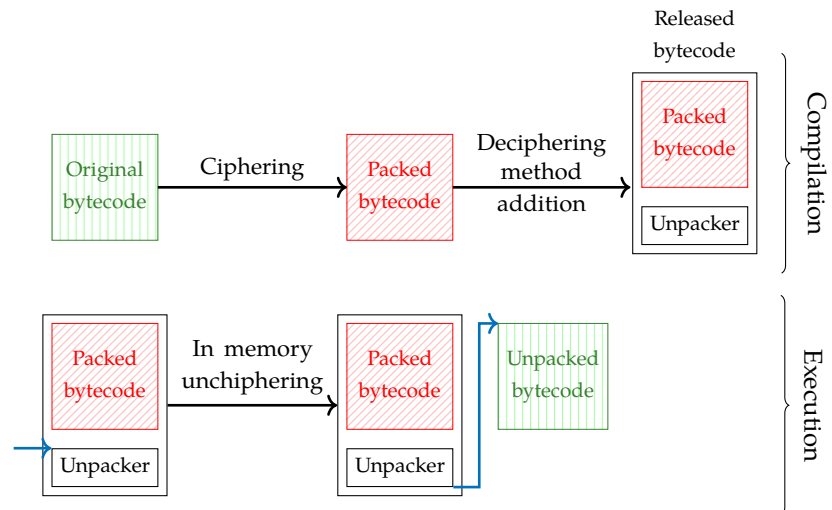 Released
bytecode
Original
bytecode
Ciphering
Packed
bytecode
Deciphering
method
addition
Packed
bytecode
Unpacker
Compilation
Packed
bytecode
Unpacker
In memory
unchiphering
Packed
bytecode
Unpacker
Unpacked
bytecode
Execution